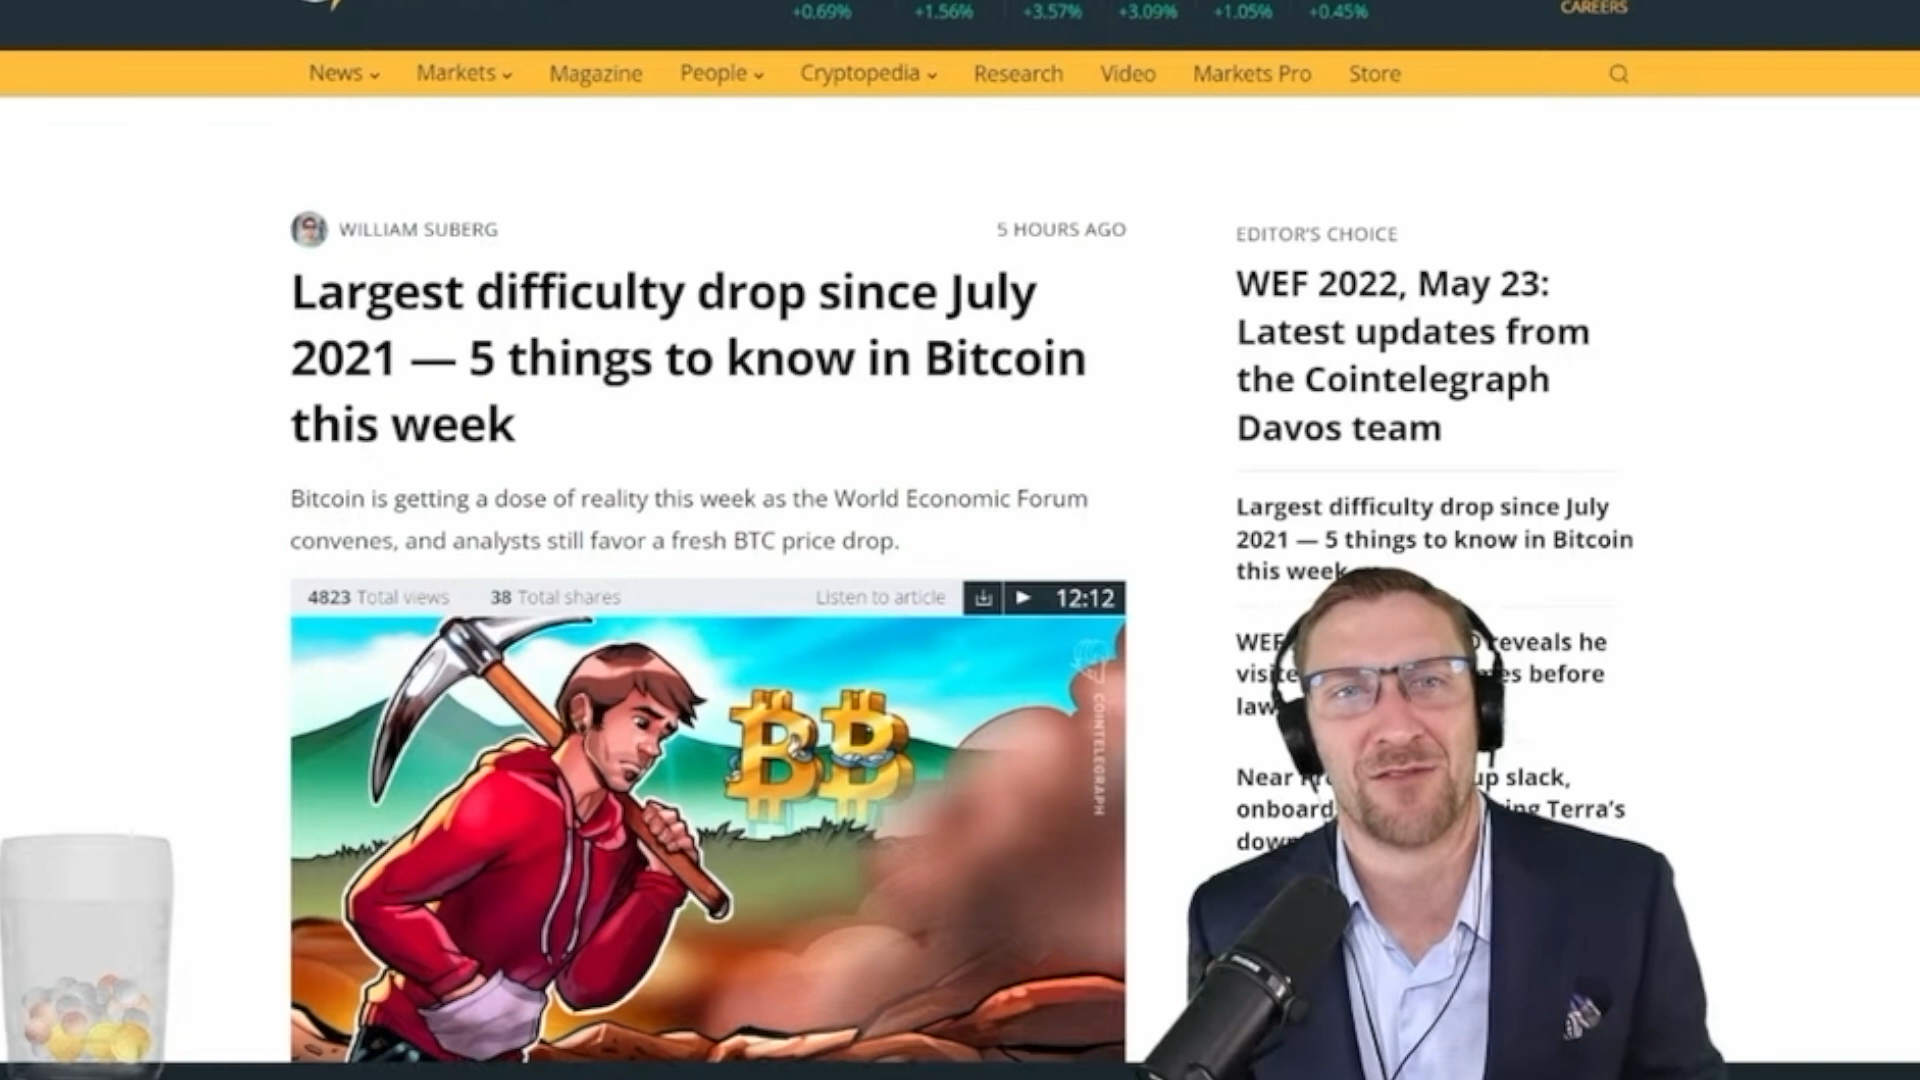 +0.69% +1.56% +3.57% +3.09% +1.05% +0.45% CAREERS
News Markets Magazine People Cryptopedia Research Video Markets Pro Store
WILLIAM SUBERG 5 HOURS AGO
Largest difficulty drop since July
2021 — 5 things to know in Bitcoin
this week
Bitcoin is getting a dose of reality this week as the World Economic Forum
convenes, and analysts still favor a fresh BTC price drop.
4823 Total views 38 Total shares Listen to article 12:12
COINTELEGRAPH
EDITOR'S CHOICE
WEF 2022, May 23:
Latest updates from
the Cointelegraph
Davos team
Largest difficulty drop since July
2021 — 5 things to know in Bitcoin
this week
WEF reveals he
before
Near up slack,
Terra's